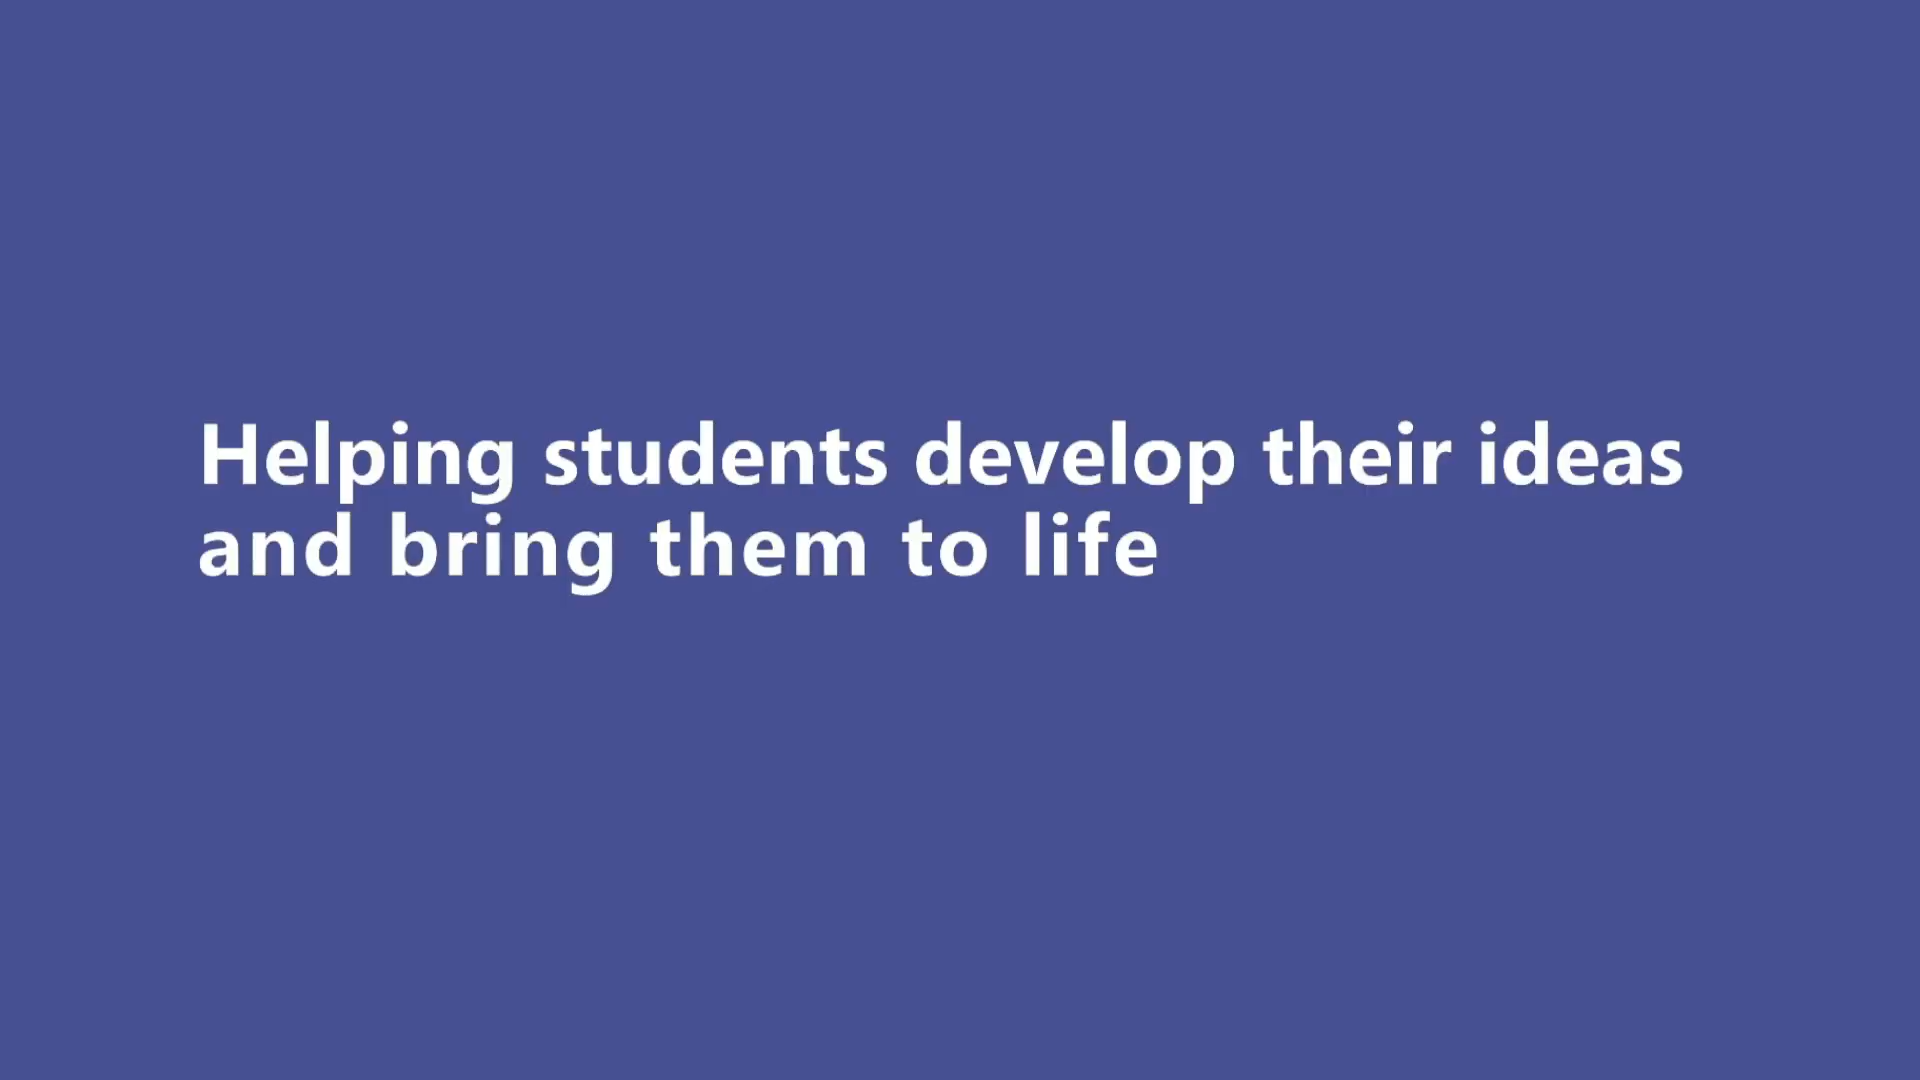 Helping students develop their ideas
and bring them to life